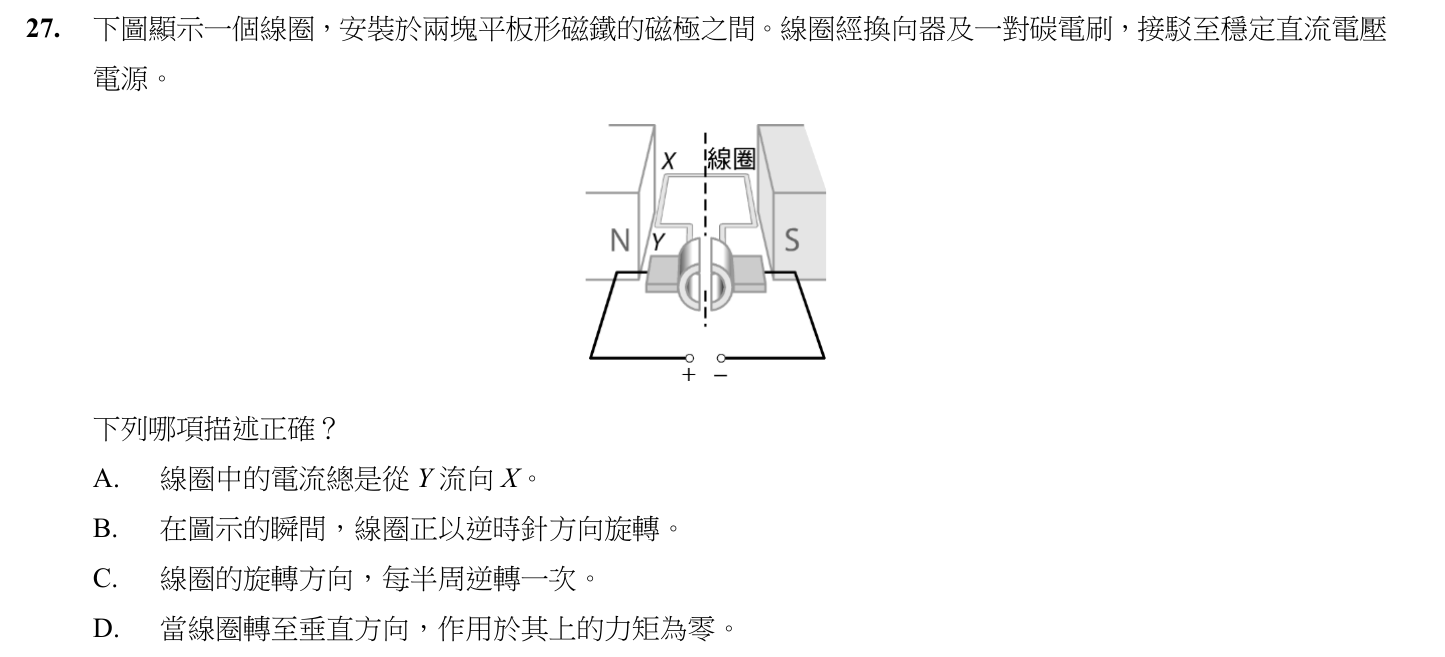 27. 下圖顯示一個線圈，安裝於兩塊平板形磁鐵的磁極之間。線圈經換向器及一對碳電刷，接駁至穩定直流電壓
電源。
X 線圈
N Y S
+ −
下列哪項描述正確？
A. 線圈中的電流總是從 Y 流向 X。
B. 在圖示的瞬間，線圈正以逆時針方向旋轉。
C. 線圈的旋轉方向，每半周逆轉一次。
D. 當線圈轉至垂直方向，作用於其上的力矩為零。